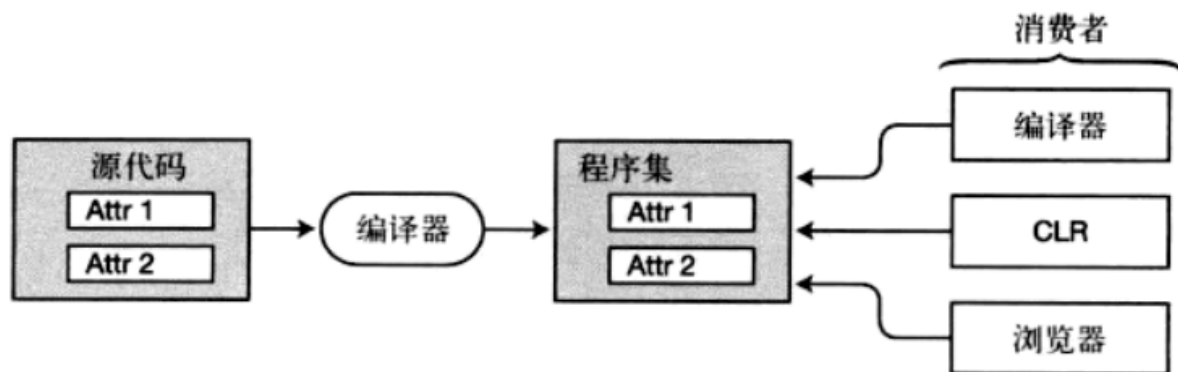 源代码
Attr 1
Attr 2
编译器
程序集
Attr 1
Attr 2
消费者
编译器
CLR
浏览器